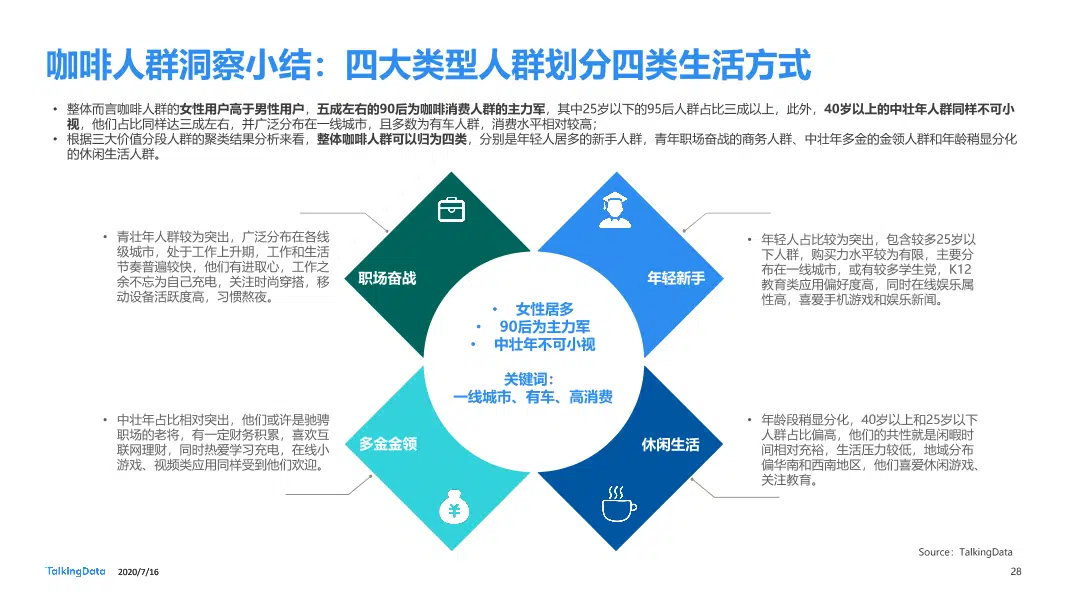 咖啡人群洞察小结：四大类型人群划分四类生活方式
• 整体而言咖啡人群的女性用户高于男性用户，五成左右的90后为咖啡消费人群的主力军，其中25岁以下的95后人群占比三成以上，此外，40岁以上的中壮年人群同样不可小
视，他们占比同样达三成左右，并广泛分布在一线城市，且多数为有车人群，消费水平相对较高；
• 根据三大价值分段人群的聚类结果分析来看，整体咖啡人群可以归为四类，分别是年轻人居多的新手人群，青年职场奋战的商务人群、中壮年多金的金领人群和年龄稍显分化
的休闲生活人群。
• 青壮年人群较为突出，广泛分布在各线
级城市，处于工作上升期，工作和生活
节奏普遍较快，他们有进取心，工作之
余不忘为自己充电，关注时尚穿搭，移
动设备活跃度高，习惯熬夜。
职场奋战
年轻新手
• 年轻人占比较为突出，包含较多25岁以
下人群，购买力水平较为有限，主要分
布在一线城市，或有较多学生党，K12
教育类应用偏好度高，同时在线娱乐属
性高，喜爱手机游戏和娱乐新闻。
• 女性居多
• 90后为主力军
• 中壮年不可小视
关键词：
一线城市、有车、高消费
• 中壮年占比相对突出，他们或许是驰骋
职场的老将，有一定财务积累，喜欢互
联网理财，同时热爱学习充电，在线小
游戏、视频类应用同样受到他们欢迎。
多金金领
¥
休闲生活
• 年龄段稍显分化，40岁以上和25岁以下
人群占比偏高，他们的共性就是闲暇时
间相对充裕，生活压力较低，地域分布
偏华南和西南地区，他们喜爱休闲游戏、
关注教育。
Source：TalkingData
TalkingData 2020/7/16
28